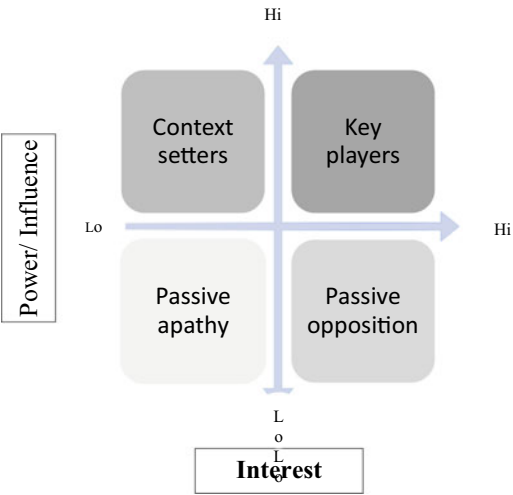 Hi
Context
setters
Key
players
Power/ Influence
Lo
Hi
Passive
apathy
Passive
opposition
L
o
L
o
Interest